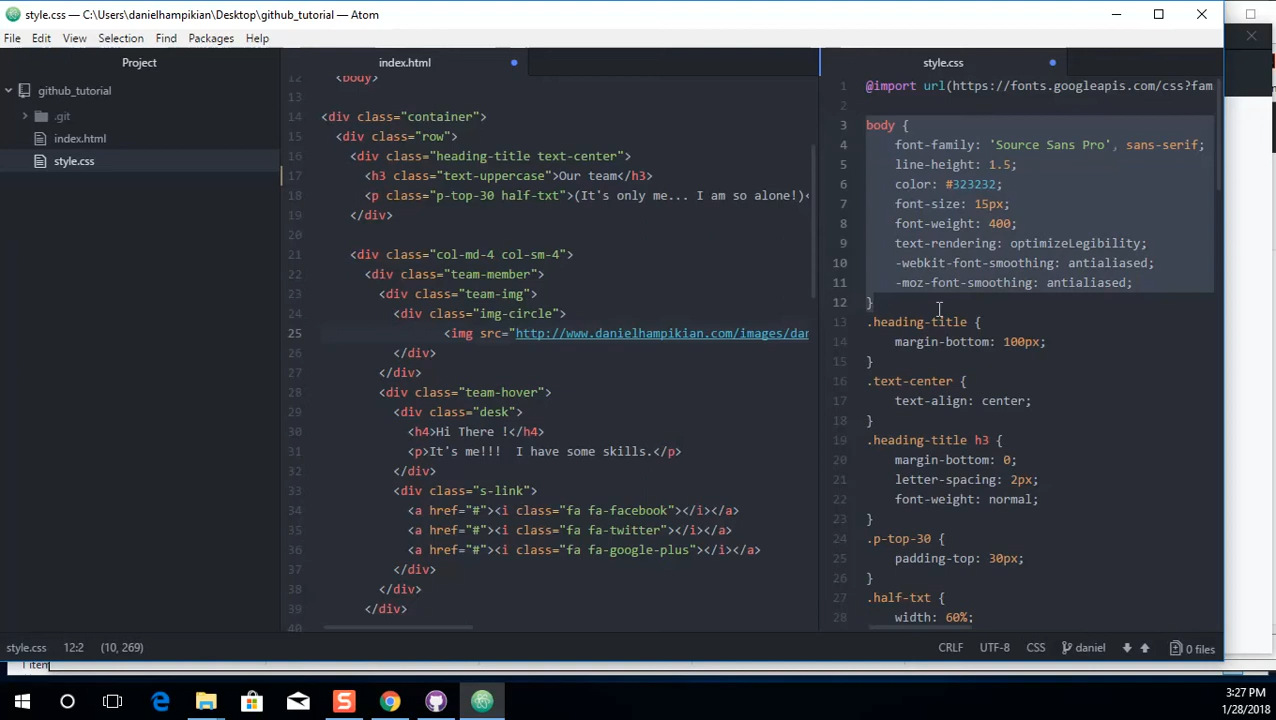 style.css — C:\Users\danielhampikian\Desktop\github_tutorial — Atom
File Edit View Selection Find Packages Help
Project
github_tutorial
.git
index.html
style.css
index.html
12 <body>
13
14 <div class="container">
15 <div class="row">
16 <div class="heading-title text-center">
17 <h3 class="text-uppercase">Our team</h3>
18 <p class="p-top-30 half-txt">(It's only me... I am so alone!)<
19 </div>
20
21 <div class="col-md-4 col-sm-4">
22 <div class="team-member">
23 <div class="team-img">
24 <div class="img-circle">
25 <img src="http://www.danielhampikian.com/images/dan
26 </div>
27 </div>
28 <div class="team-hover">
29 <div class="desk">
30 <h4>Hi There !</h4>
31 <p>It's me!!!  I have some skills.</p>
32 </div>
33 <div class="s-link">
34 <a href="#"><i class="fa fa-facebook"></i></a>
35 <a href="#"><i class="fa fa-twitter"></i></a>
36 <a href="#"><i class="fa fa-google-plus"></i></a>
37 </div>
38 </div>
39 </div>
40
style.css
1 @import url(https://fonts.googleapis.com/css?fam
2
3 body {
4 font-family: 'Source Sans Pro', sans-serif;
5 line-height: 1.5;
6 color: #323232;
7 font-size: 15px;
8 font-weight: 400;
9 text-rendering: optimizeLegibility;
10 -webkit-font-smoothing: antialiased;
11 -moz-font-smoothing: antialiased;
12 }
13 .heading-title {
14 margin-bottom: 100px;
15 }
16 .text-center {
17 text-align: center;
18 }
19 .heading-title h3 {
20 margin-bottom: 0;
21 letter-spacing: 2px;
22 font-weight: normal;
23 }
24 .p-top-30 {
25 padding-top: 30px;
26 }
27 .half-txt {
28 width: 60%;
style.css 12:2 (10, 269) CRLF UTF-8 CSS daniel 0 files
1 item
3:27 PM
1/28/2018